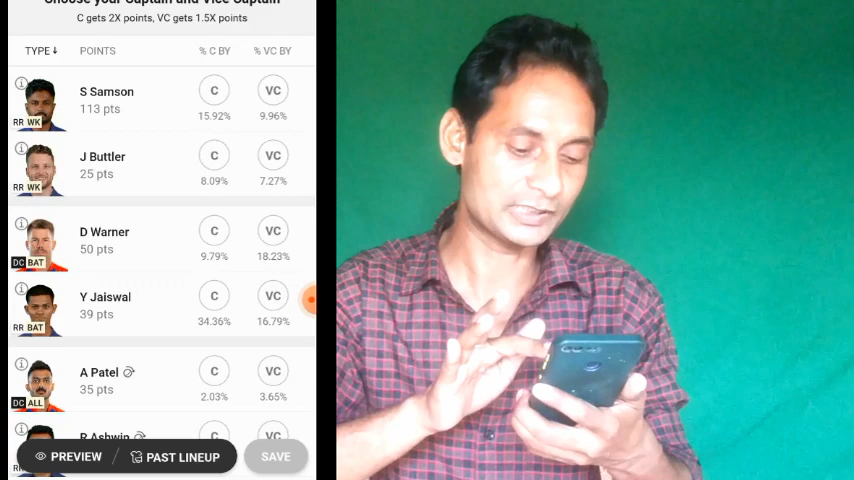 Choose your Captain and Vice Captain
C gets 2X points, VC gets 1.5X points
TYPE↓ POINTS % C BY % VC BY
S Samson
113 pts
C VC
RR WK
15.92% 9.96%
J Buttler
25 pts
C VC
RR WK
8.09% 7.27%
D Warner
50 pts
C VC
DC BAT
9.79% 18.23%
Y Jaiswal
39 pts
C VC
RR BAT
34.36% 16.79%
A Patel
35 pts
C VC
DC ALL
2.03% 3.65%
R Ashwin
C VC
PREVIEW / PAST LINEUP SAVE